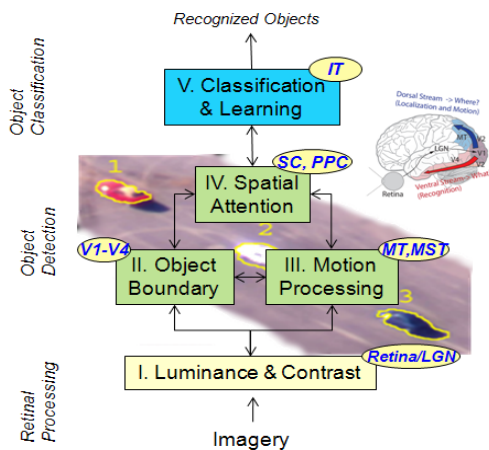 Recognized Objects
Object
Classification
IT
V. Classification
& Learning
Dorsal Stream -> Where?
(Localization and Motion)
MT
V2
LGN
V1
V4
V2
Retina
Ventral Stream -> What
(Recognition)
1
SC, PPC
IV. Spatial
Attention
Object
Detection
V1-V4
2
MT,MST
II. Object
Boundary
III. Motion
Processing
3
Retina/LGN
Retinal
Processing
I. Luminance & Contrast
Imagery